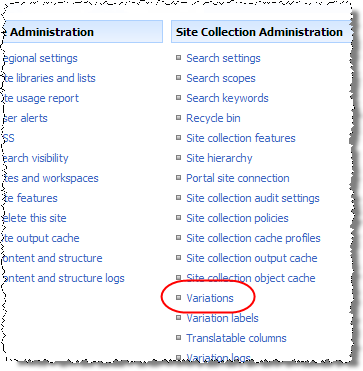 e Administration
egional settings
te libraries and lists
te usage report
ser alerts
SS
earch visibility
tes and workspaces
te features
elete this site
te output cache
ontent and structure
ontent and structure logs
Site Collection Administration
Search settings
Search scopes
Search keywords
Recycle bin
Site collection features
Site hierarchy
Portal site connection
Site collection audit settings
Site collection policies
Site collection cache profiles
Site collection output cache
Site collection object cache
Variations
Variation labels
Translatable columns
Variation logs